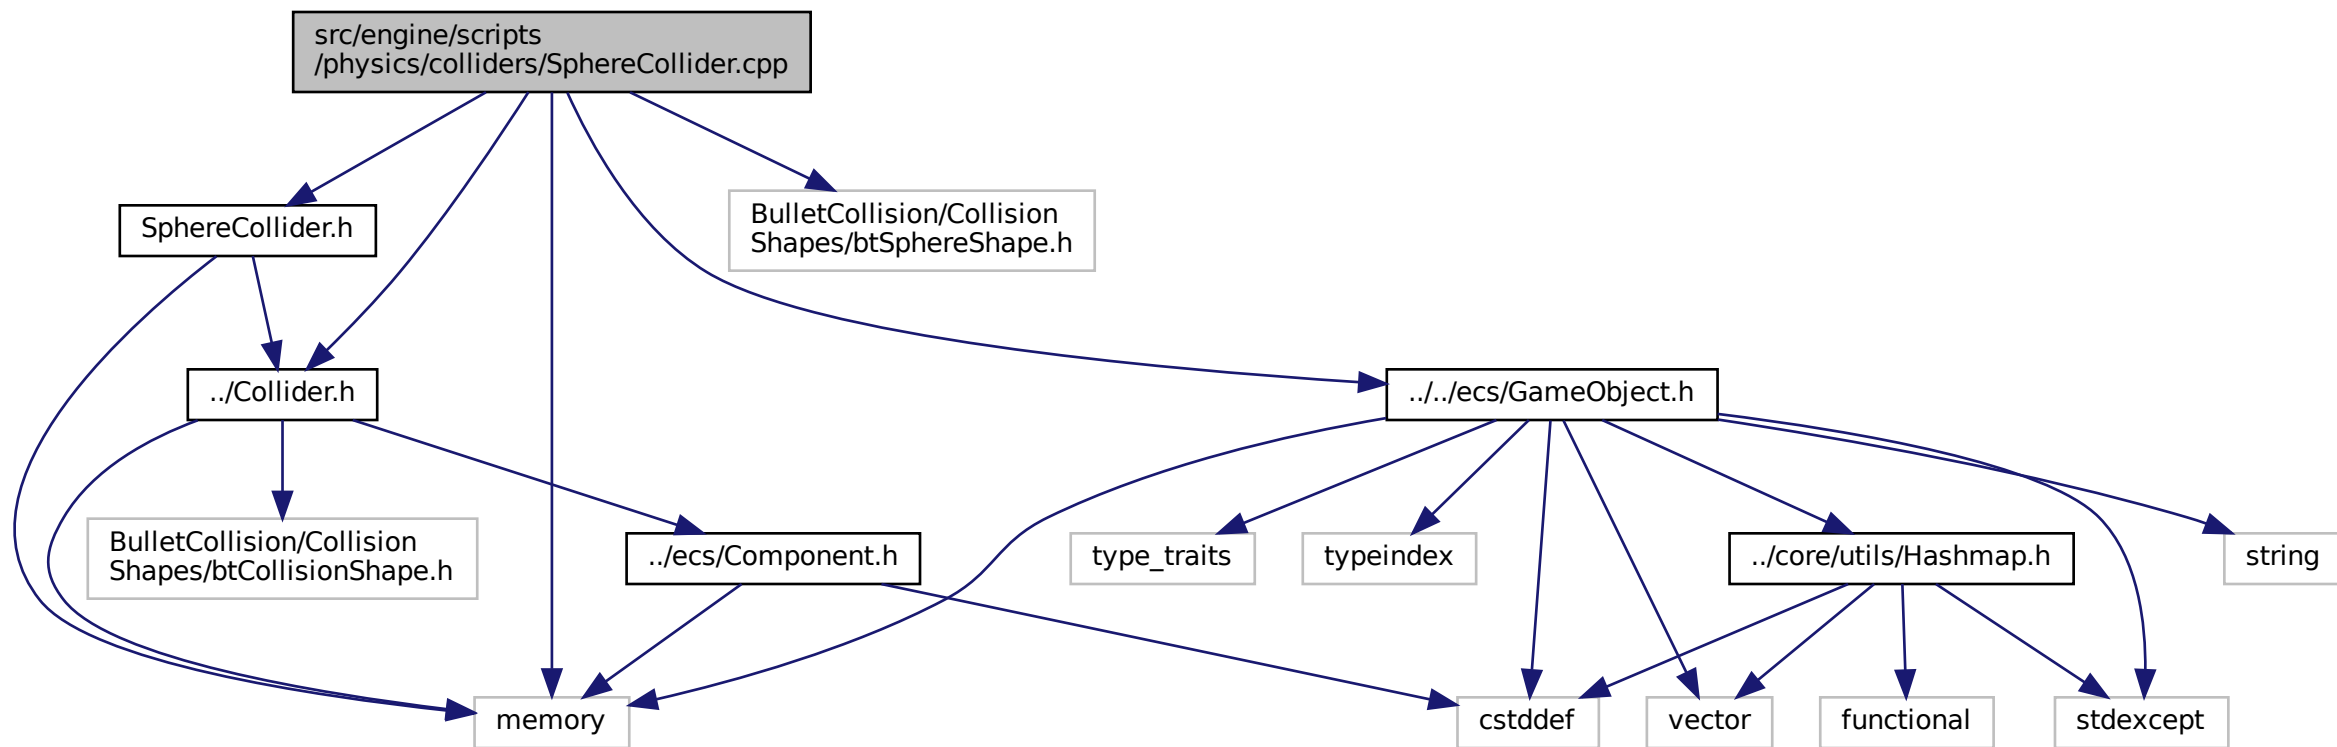 src/engine/scripts
/physics/colliders/SphereCollider.cpp
SphereCollider.h
BulletCollision/Collision
Shapes/btSphereShape.h
../Collider.h
../../ecs/GameObject.h
BulletCollision/Collision
Shapes/btCollisionShape.h
../ecs/Component.h
type_traits
typeindex
../core/utils/Hashmap.h
string
memory
cstddef
vector
functional
stdexcept